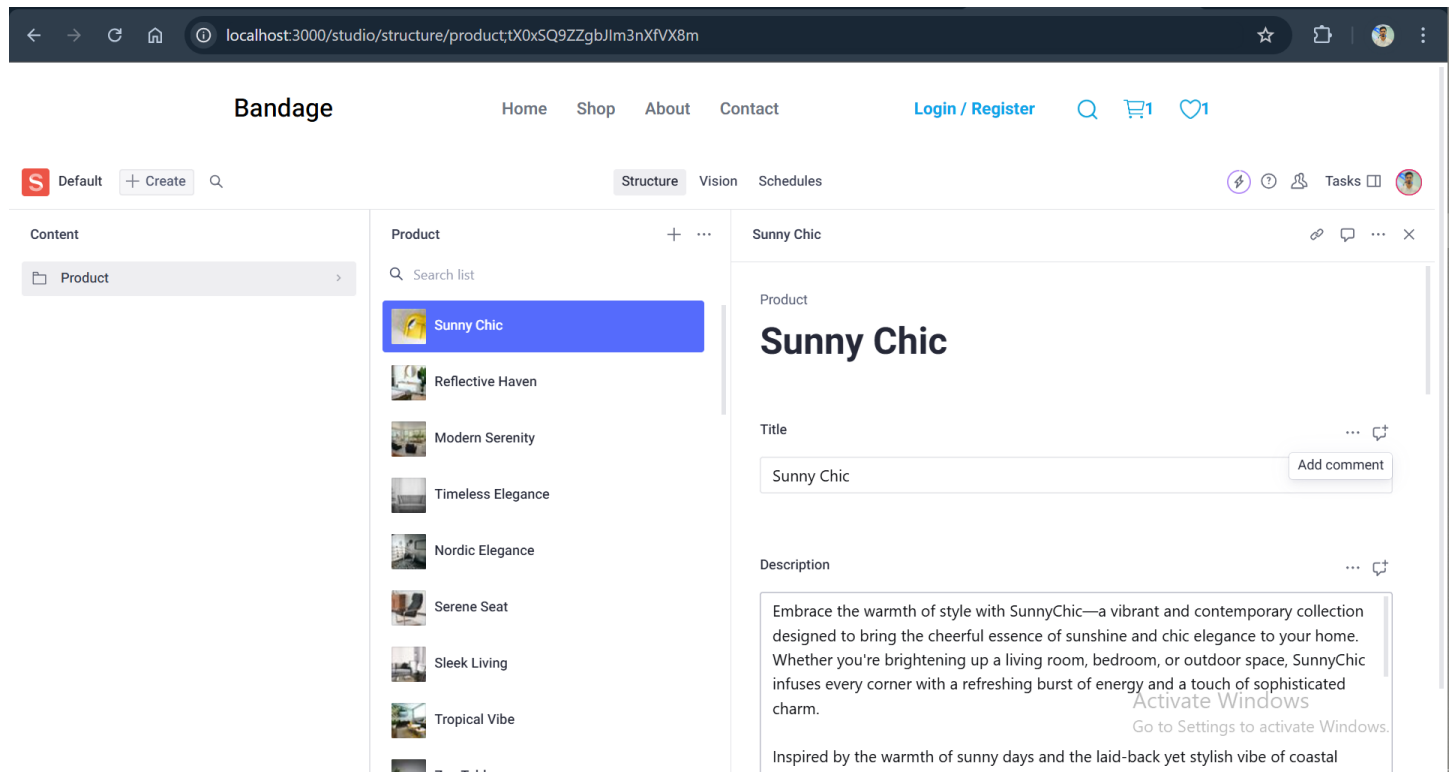 localhost:3000/studio/structure/product;tX0xSQ9ZZgbJlm3nXfVX8m
Bandage
Home Shop About Contact
Login / Register
1
1
S Default + Create
Structure Vision Schedules
Tasks
Content
Product
Product
Search list
Sunny Chic
Reflective Haven
Modern Serenity
Timeless Elegance
Nordic Elegance
Serene Seat
Sleek Living
Tropical Vibe
Sunny Chic
Product
Sunny Chic
Title
Add comment
Sunny Chic
Description
Embrace the warmth of style with SunnyChic—a vibrant and contemporary collection
designed to bring the cheerful essence of sunshine and chic elegance to your home.
Whether you're brightening up a living room, bedroom, or outdoor space, SunnyChic
infuses every corner with a refreshing burst of energy and a touch of sophisticated
charm.
Inspired by the warmth of sunny days and the laid-back yet stylish vibe of coastal
Activate Windows
Go to Settings to activate Windows.